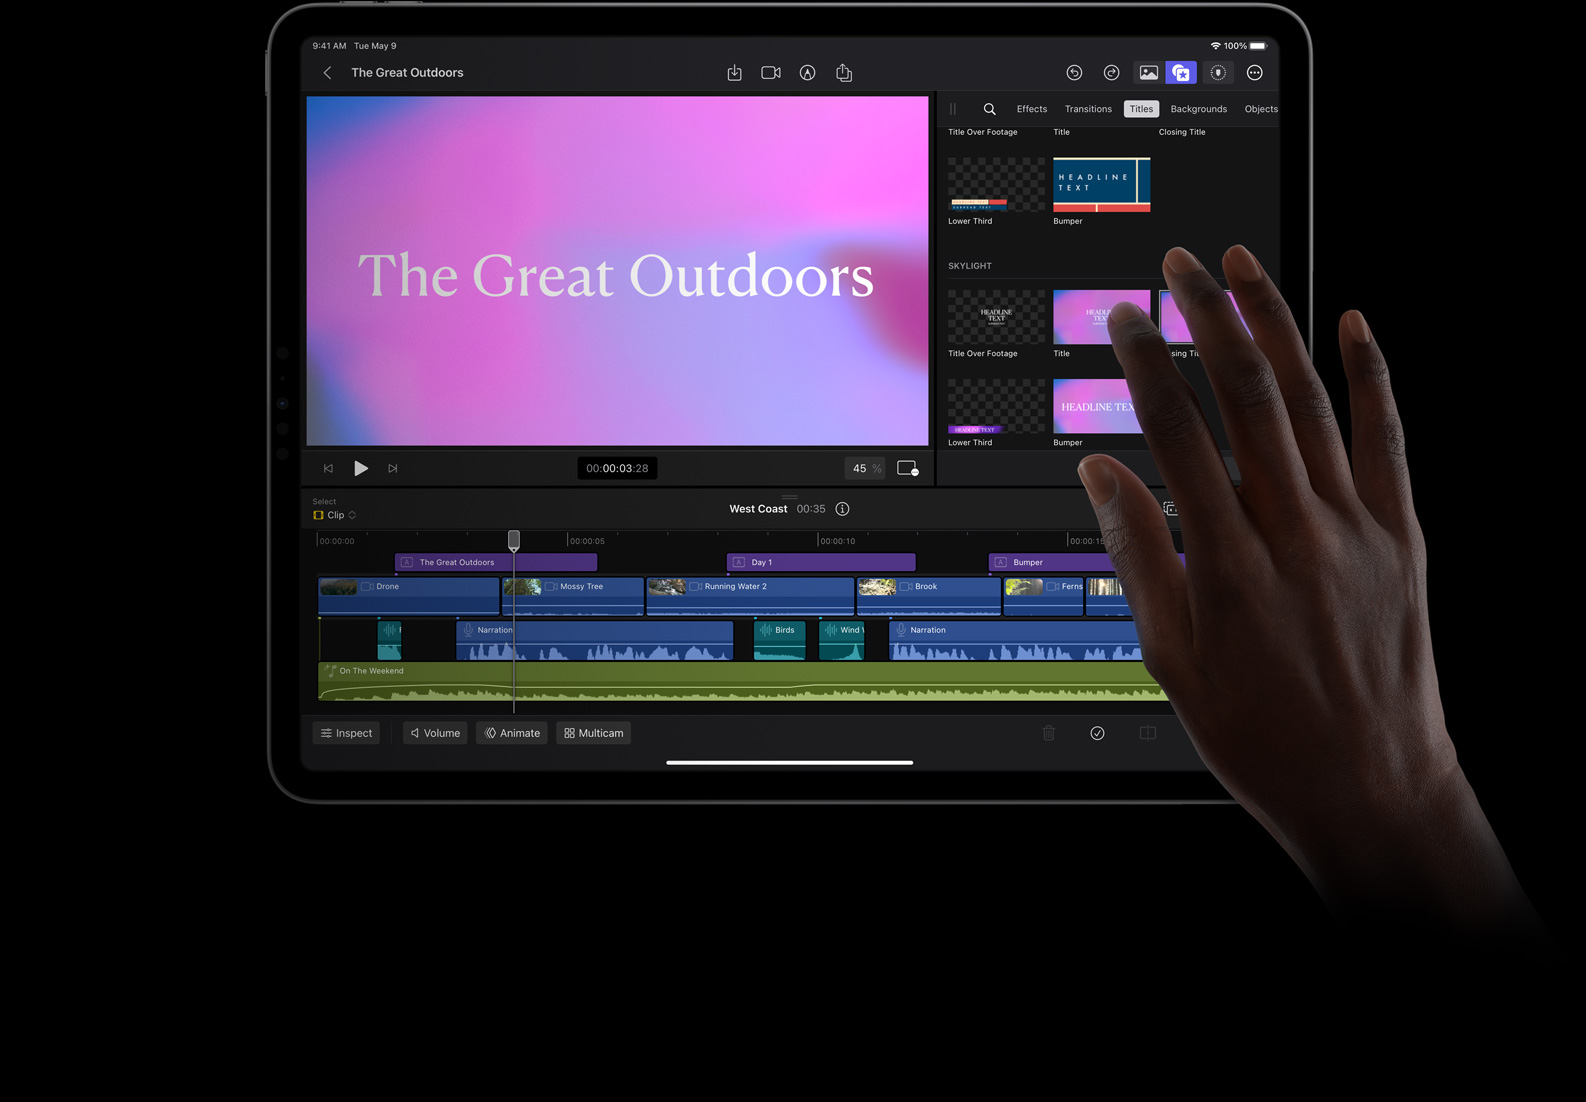 9:41 AM Tue May 9
100%
The Great Outdoors
Effects Transitions Titles Backgrounds Objects
Title Over Footage Title Closing Title
HEADLINE
TEXT
Lower Third Bumper
SKYLIGHT
HEADLINE
TEXT
Title Over Footage Title
HEADLINE TEXT
Lower Third Bumper
The Great Outdoors
00:00:03:28
45 %
Select
Clip
West Coast 00:35
00:00:00 00:00:05 00:00:10 00:00:15
The Great Outdoors Day 1 Bumper
Drone Mossy Tree Running Water 2 Brook Ferns
Narration Birds Wind Narration
On The Weekend
Inspect Volume Animate Multicam